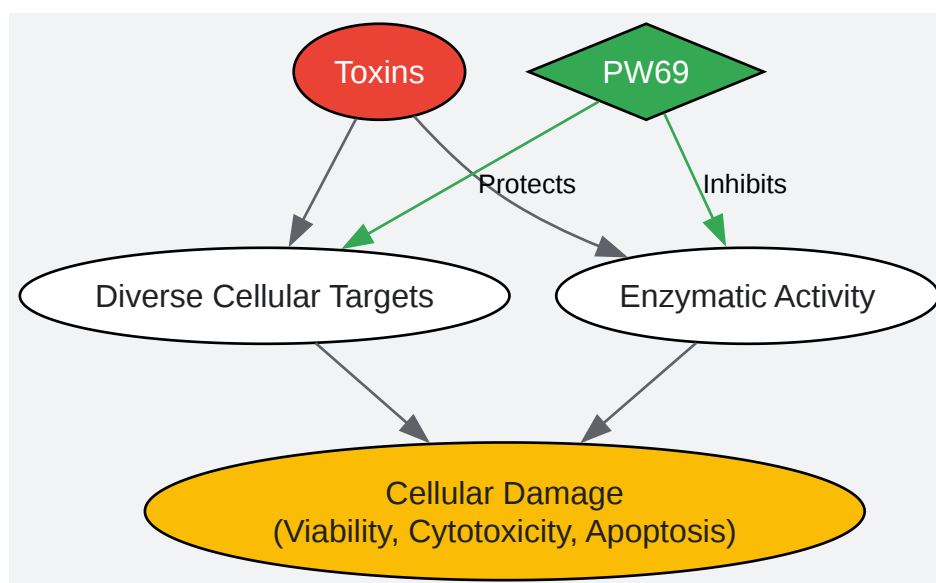 Toxins
PW69
Protects
Inhibits
Diverse Cellular Targets
Enzymatic Activity
Cellular Damage
(Viability, Cytotoxicity, Apoptosis)